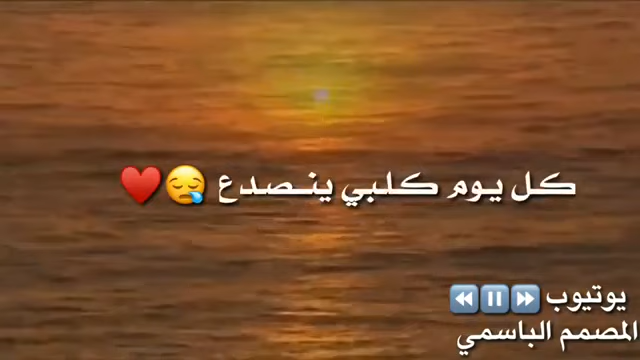 كل يوم كلبي ينصدع 😪♥️
يوتيوب ⏩⏸️⏪
المصمم الباسمي